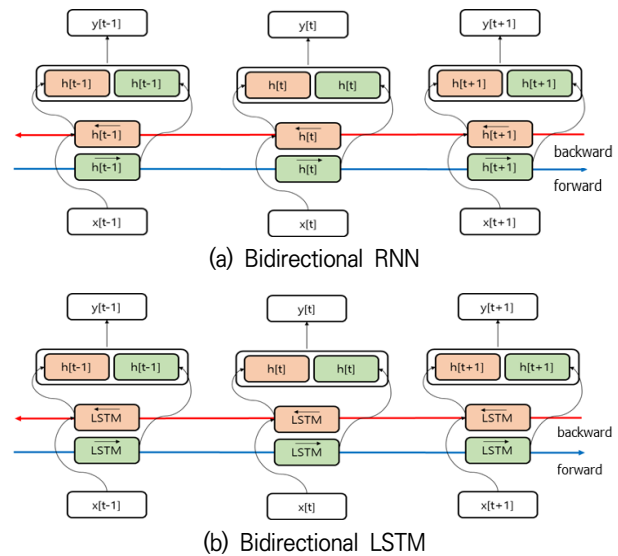 y[t-1] y[t] y[t+1]
h[t-1] h[t-1] h[t] h[t] h[t+1] h[t+1]
h[t-1] h[t] h[t+1]
backward
h[t-1] h[t] h[t+1]
forward
x[t-1] x[t] x[t+1]
(a) Bidirectional RNN
y[t-1] y[t] y[t+1]
h[t-1] h[t-1] h[t] h[t] h[t+1] h[t+1]
LSTM LSTM LSTM
backward
LSTM LSTM LSTM
forward
x[t-1] x[t] x[t+1]
(b) Bidirectional LSTM